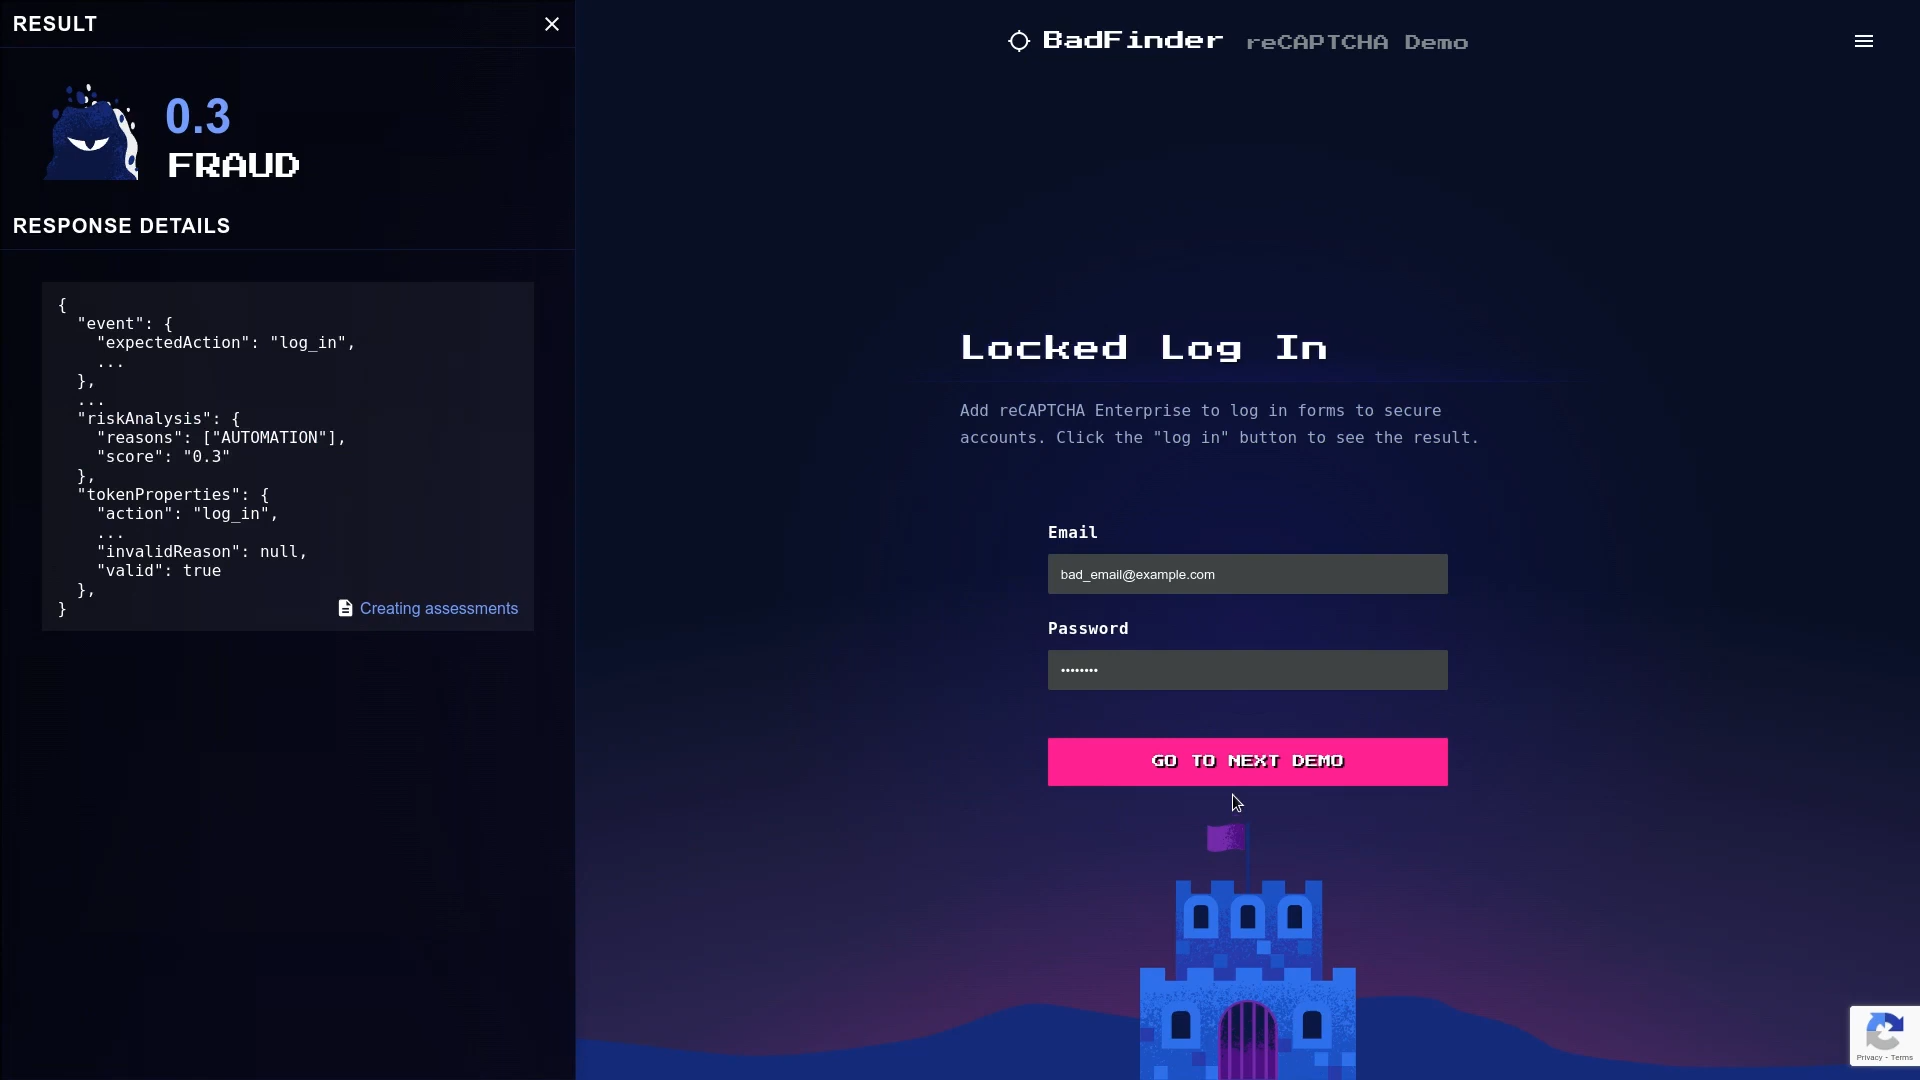 RESULT
0.3
FRAUD
RESPONSE DETAILS
{
  "event": {
    "expectedAction": "log_in",
    ...
  },
  ...
  "riskAnalysis": {
    "reasons": ["AUTOMATION"],
    "score": "0.3"
  },
  "tokenProperties": {
    "action": "log_in",
    ...
    "invalidReason": null,
    "valid": true
  },
}
Creating assessments
BadFinder reCAPTCHA Demo
Locked Log In
Add reCAPTCHA Enterprise to log in forms to secure
accounts. Click the "log in" button to see the result.
Email
bad_email@example.com
Password
••••••••
GO TO NEXT DEMO
Privacy - Terms